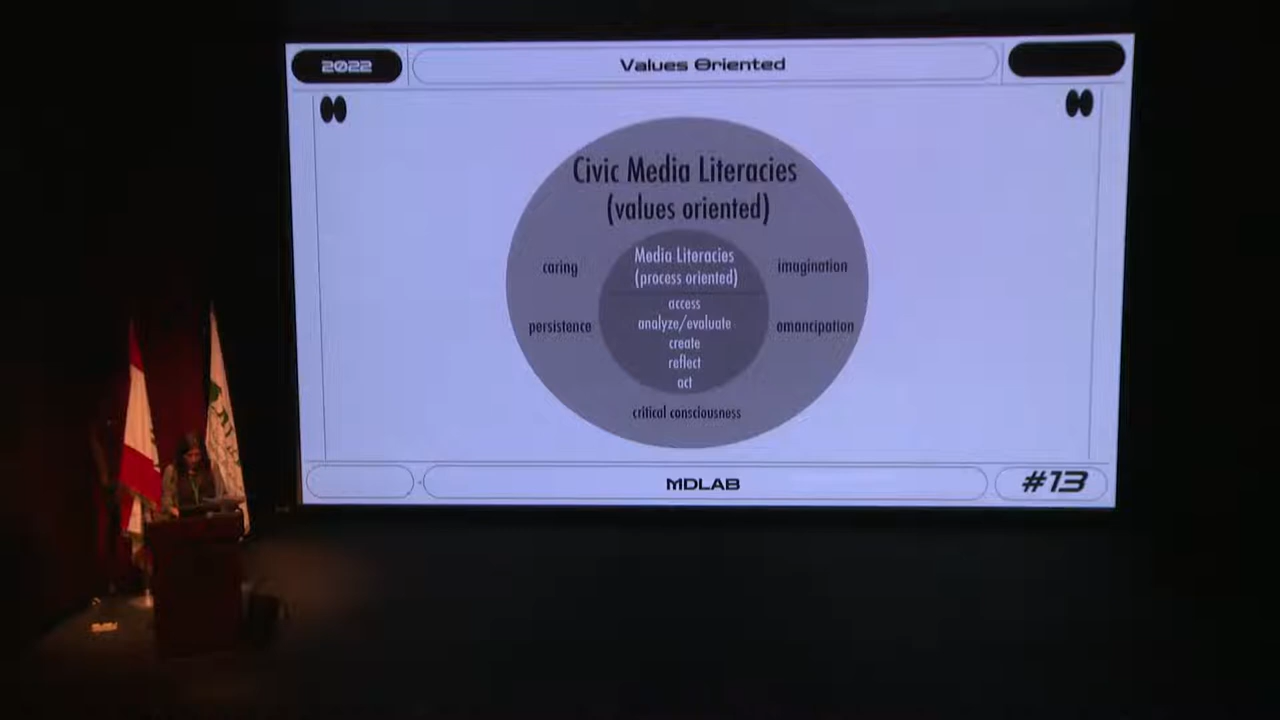 2022
Values Oriented
Civic Media Literacies
(values oriented)
Media Literacies
(process oriented)
caring
imagination
access
persistence
analyze/evaluate
emancipation
create
reflect
act
critical consciousness
MDLAB
#13